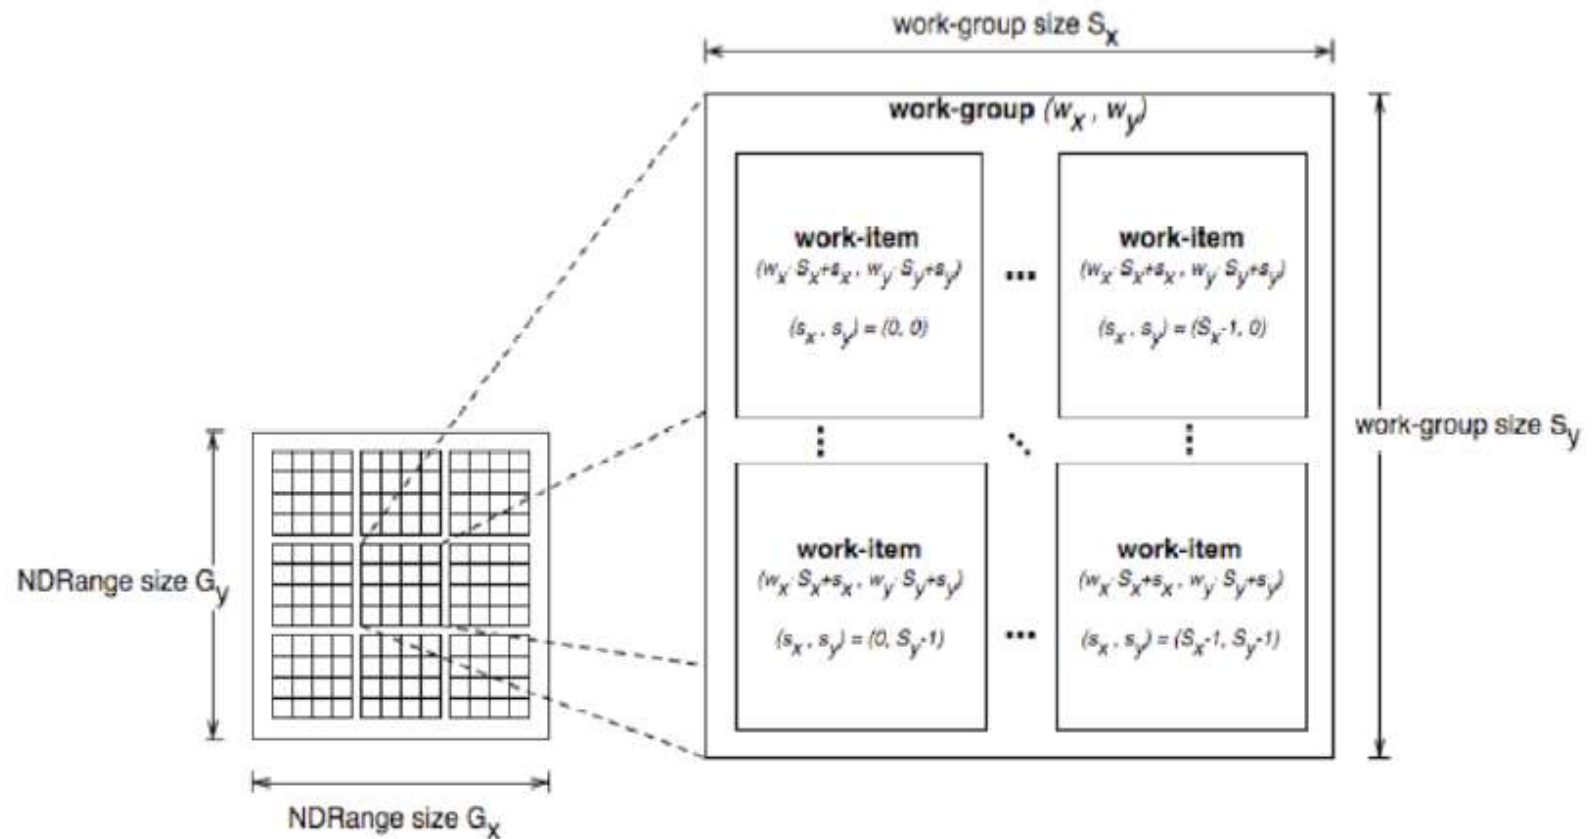 work-group size Sx
work-group (wx, wy)
work-item
(wx·Sx+sx, wy·Sy+sy)
(sx, sy) = (0, 0)
...
work-item
(wx·Sx+sx, wy·Sy+sy)
(sx, sy) = (Sx-1, 0)
work-group size Sy
work-item
(wx·Sx+sx, wy·Sy+sy)
(sx, sy) = (0, Sy-1)
...
work-item
(wx·Sx+sx, wy·Sy+sy)
(sx, sy) = (Sx-1, Sy-1)
NDRange size Gy
NDRange size Gx